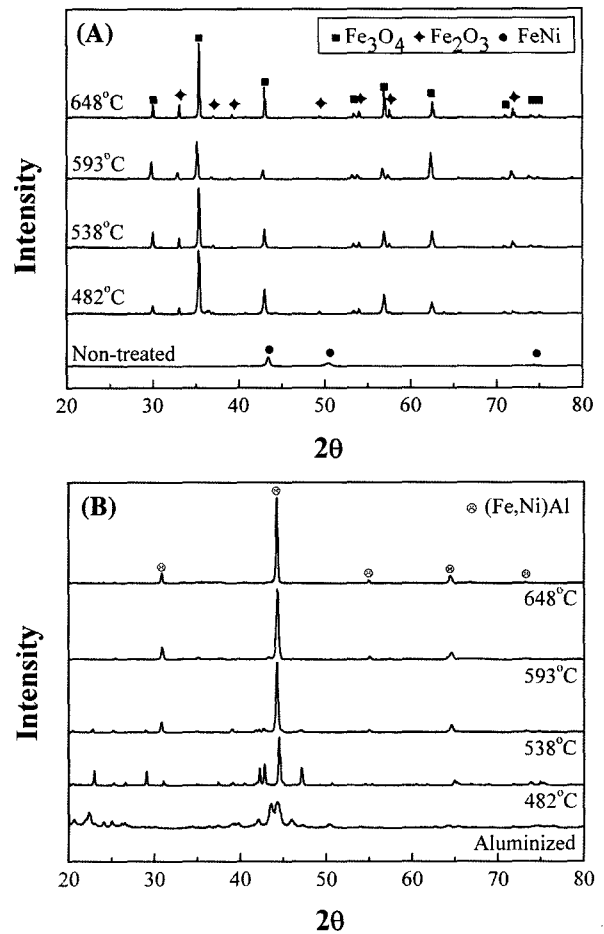 (A)
■ Fe3O4 ✦ Fe2O3 ● FeNi
648°C
593°C
538°C
482°C
Non-treated
Intensity
20 30 40 50 60 70 80
2θ
(B)
⊗ (Fe,Ni)Al
648°C
593°C
538°C
482°C
Aluminized
Intensity
20 30 40 50 60 70 80
2θ